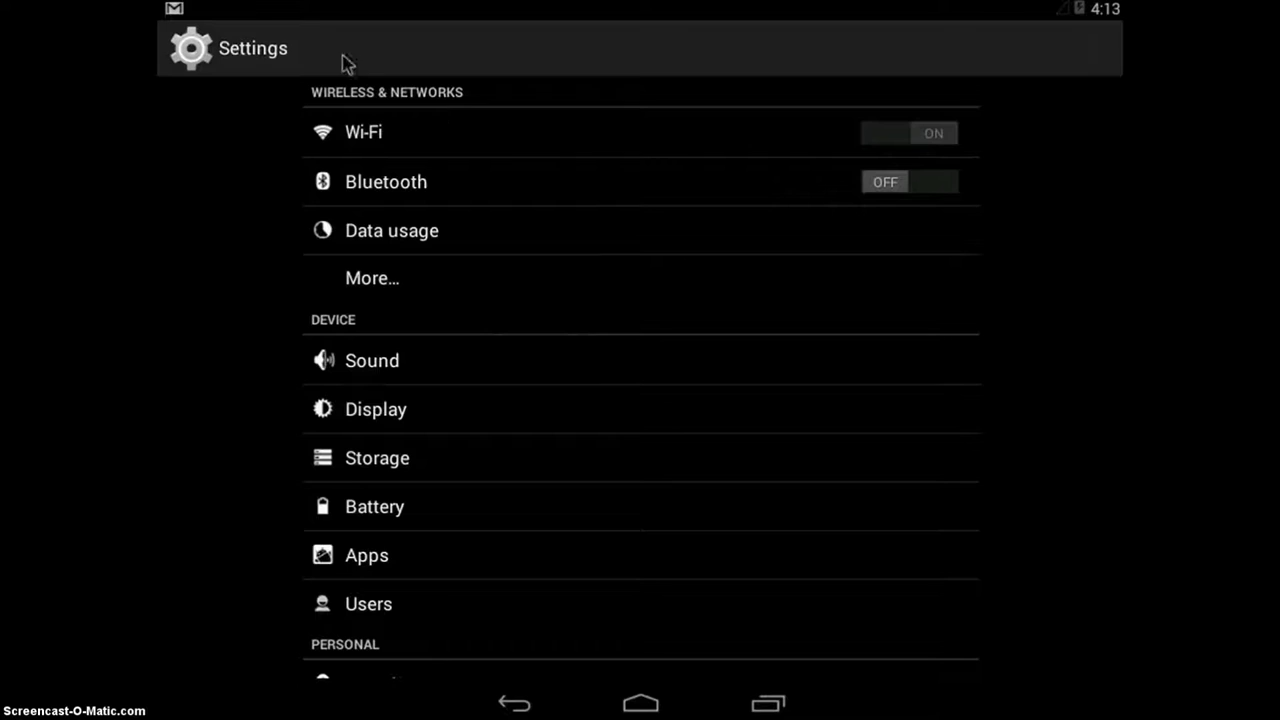 4:13
Settings
WIRELESS & NETWORKS
Wi-Fi ON
Bluetooth OFF
Data usage
More...
DEVICE
Sound
Display
Storage
Battery
Apps
Users
PERSONAL
Screencast-O-Matic.com